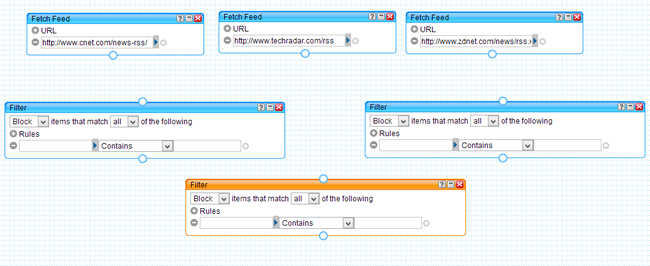 Fetch Feed
URL
http://www.cnet.com/news-rss/
Fetch Feed
URL
http://www.techradar.com/rss
Fetch Feed
URL
http://www.zdnet.com/news/rss.
Filter
Block items that match all of the following
Rules
Contains
Filter
Block items that match all of the following
Rules
Contains
Filter
Block items that match all of the following
Rules
Contains